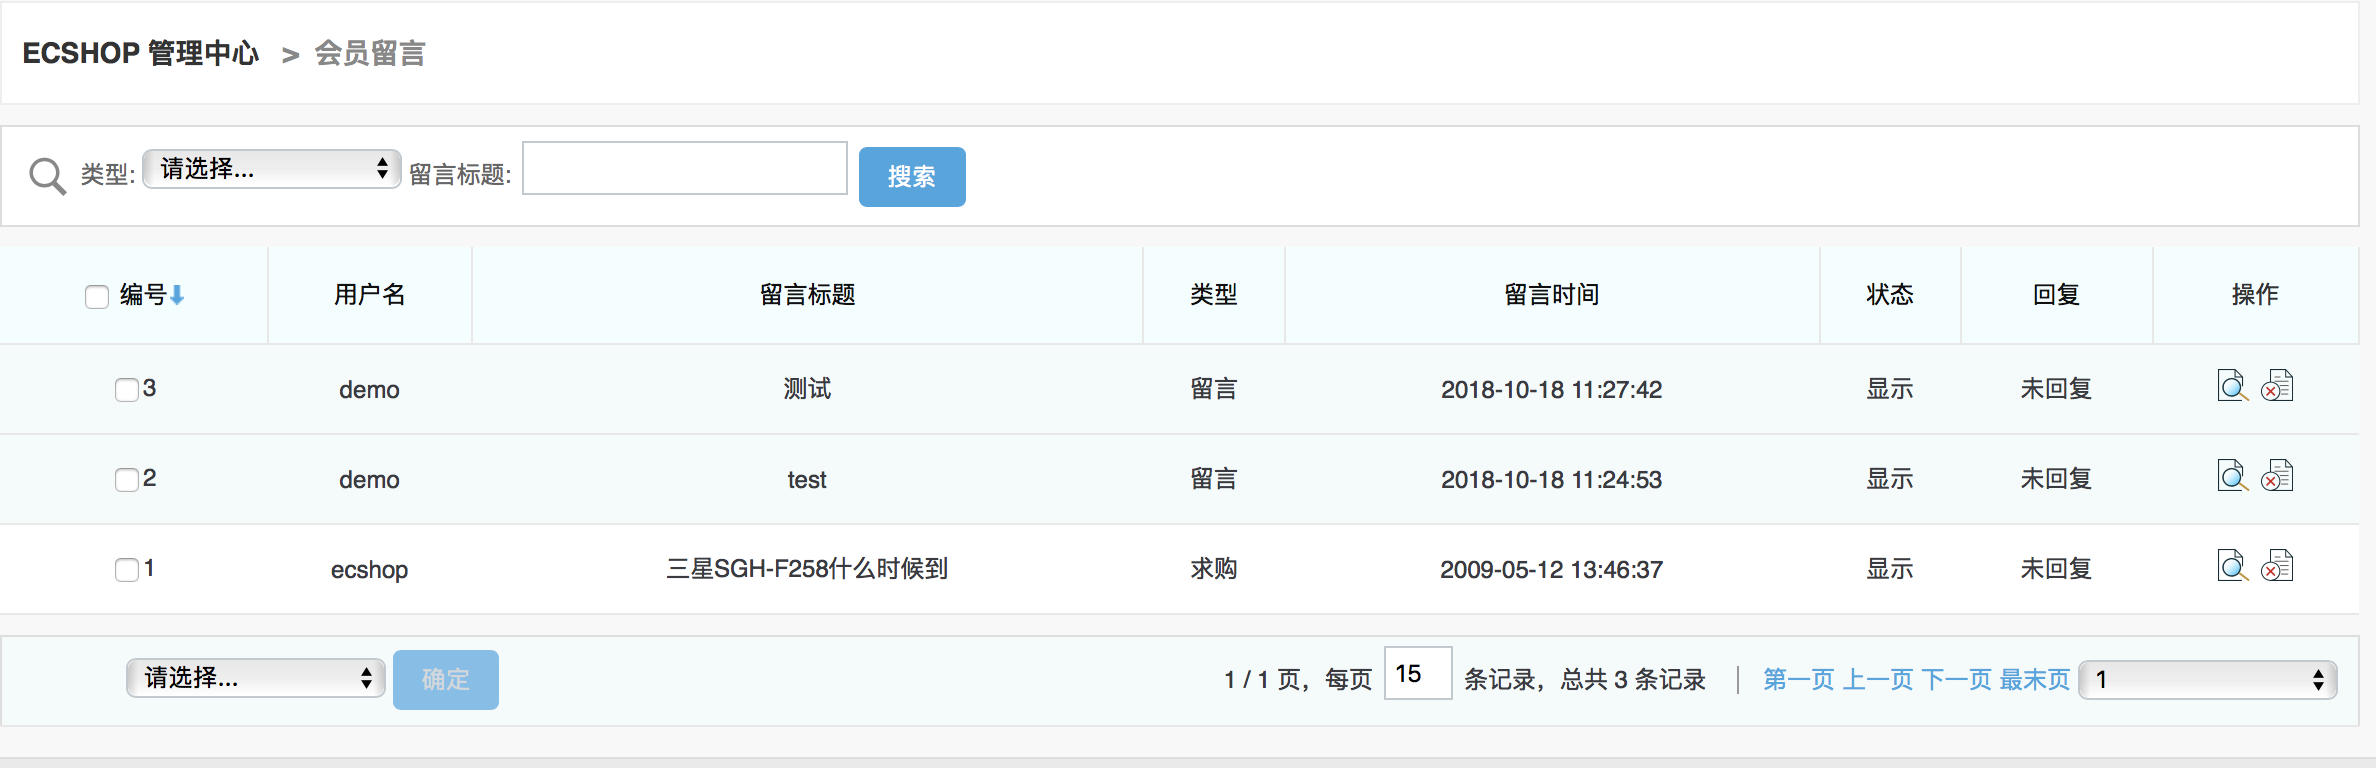 ECSHOP 管理中心 > 会员留言
类型: 请选择... 留言标题: 搜索
编号 用户名 留言标题 类型 留言时间 状态 回复 操作
3 demo 测试 留言 2018-10-18 11:27:42 显示 未回复
2 demo test 留言 2018-10-18 11:24:53 显示 未回复
1 ecshop 三星SGH-F258什么时候到 求购 2009-05-12 13:46:37 显示 未回复
请选择... 确定 1 / 1 页，每页 15 条记录，总共 3 条记录 | 第一页 上一页 下一页 最末页 1